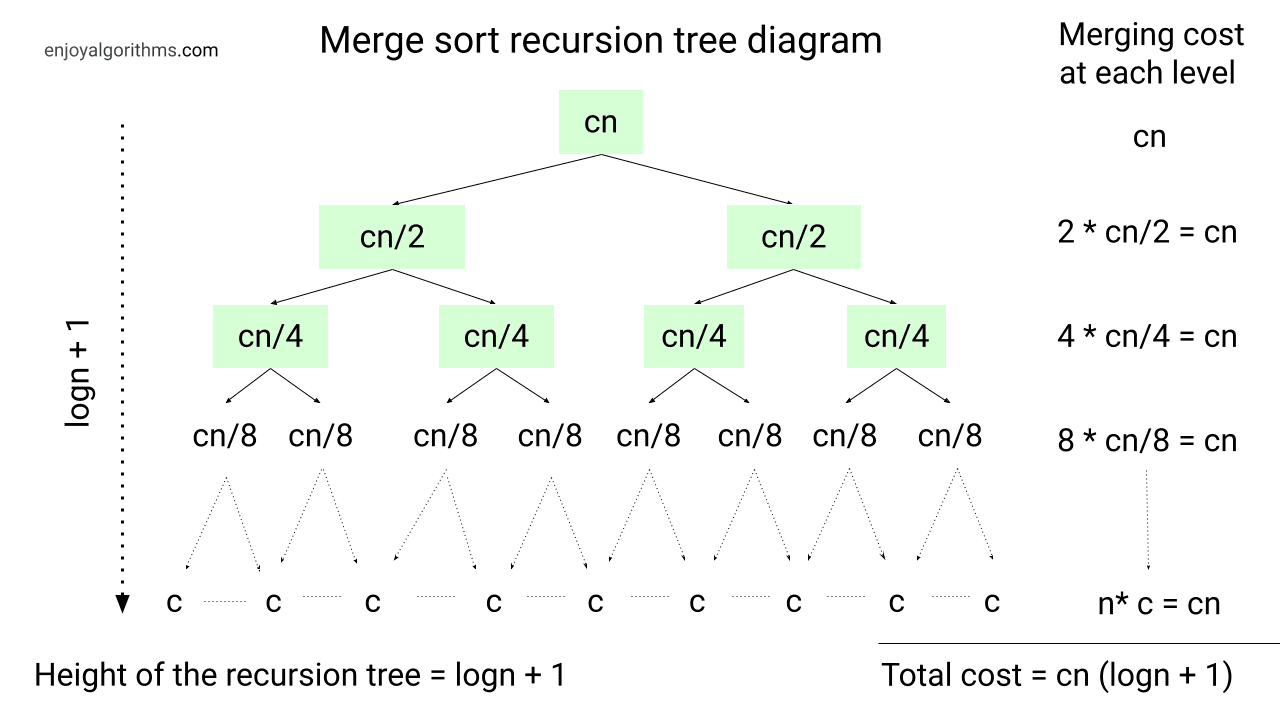 enjoyalgorithms.com
Merge sort recursion tree diagram
Merging cost
at each level
cn
cn
cn/2
cn/2
2 * cn/2 = cn
cn/4
cn/4
cn/4
cn/4
4 * cn/4 = cn
logn + 1
cn/8
cn/8
cn/8
cn/8
cn/8
cn/8
cn/8
cn/8
8 * cn/8 = cn
c
c
c
c
c
c
c
c
c
n* c = cn
Height of the recursion tree = logn + 1
Total cost = cn (logn + 1)